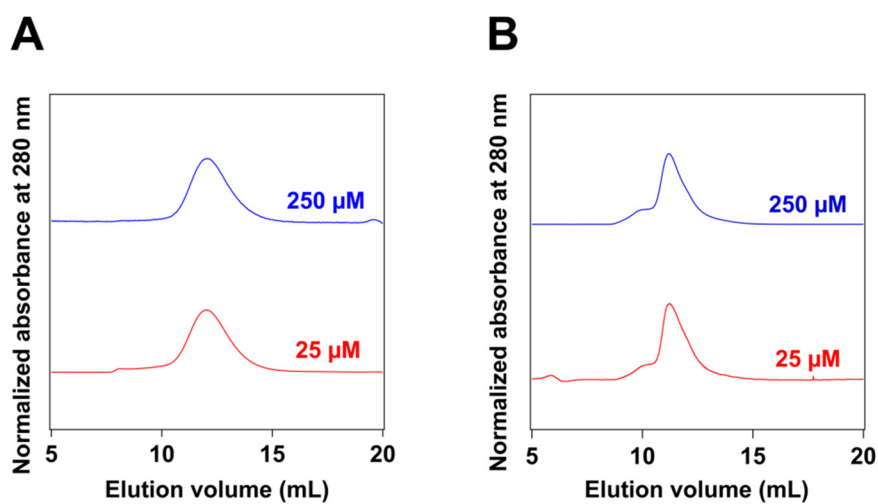 A
Normalized absorbance at 280 nm
250 µM
25 µM
5 10 15 20
Elution volume (mL)
B
Normalized absorbance at 280 nm
250 µM
25 µM
5 10 15 20
Elution volume (mL)